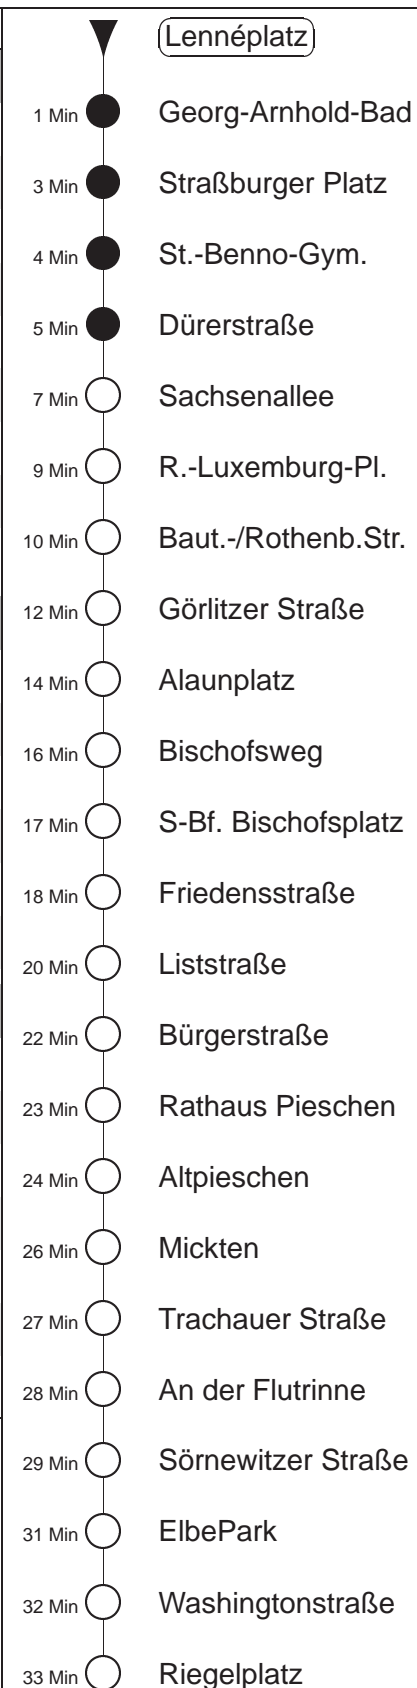 Lennéplatz
1 Min Georg-Arnhold-Bad
3 Min Straßburger Platz
4 Min St.-Benno-Gym.
5 Min Dürerstraße
7 Min Sachsenallee
9 Min R.-Luxemburg-Pl.
10 Min Baut.-/Rothenb.Str.
12 Min Görlitzer Straße
14 Min Alaunplatz
16 Min Bischofsweg
17 Min S-Bf. Bischofsplatz
18 Min Friedensstraße
20 Min Liststraße
22 Min Bürgerstraße
23 Min Rathaus Pieschen
24 Min Altpieschen
26 Min Mickten
27 Min Trachauer Straße
28 Min An der Flutrinne
29 Min Sörnewitzer Straße
31 Min ElbePark
32 Min Washingtonstraße
33 Min Riegelplatz